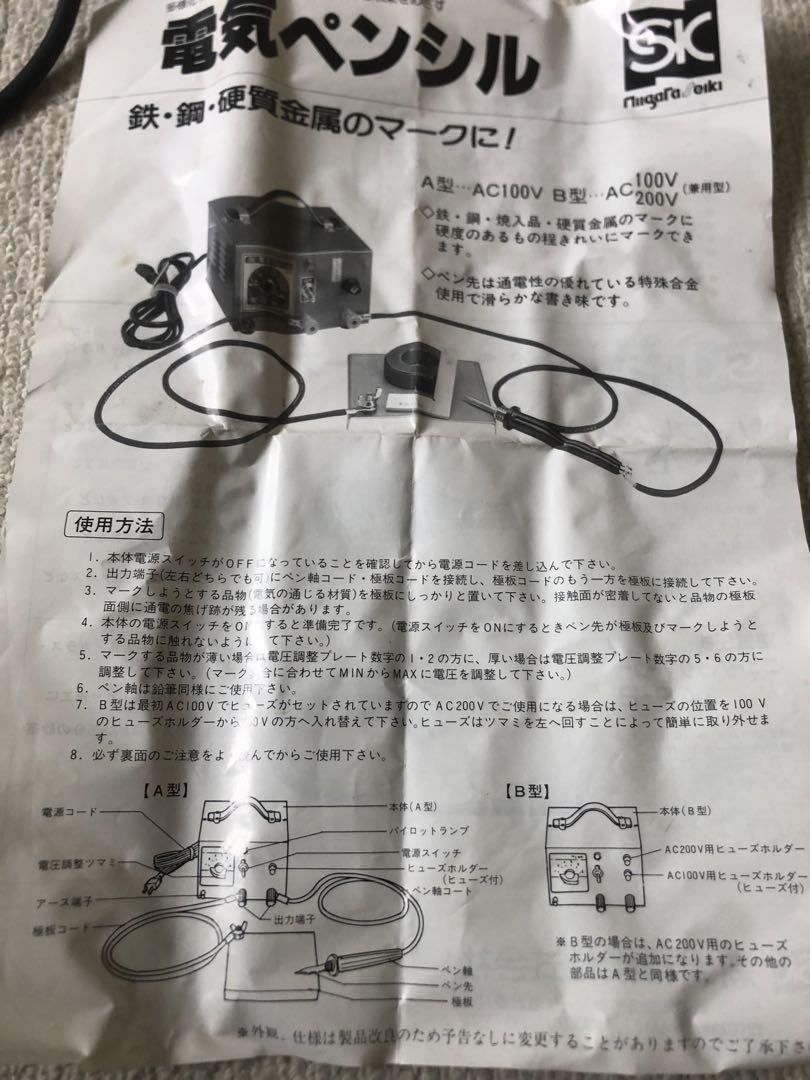 電気ペンシル
SK
niigata seiki
鉄・鋼・硬質金属のマークに!
A型…AC100V B型…AC100V 200V(兼用型)
◇鉄・鋼・焼入品・硬質金属のマークに
硬度のあるもの程きれいにマークでき
ます。
◇ペン先は通電性の優れている特殊合金
使用で滑らかな書き味です。
使用方法
1. 本体電源スイッチがOFFになっていることを確認してから電源コードを差し込んで下さい。
2. 出力端子(左右どちらでも可)にペン軸コード・極板コードを接続し、極板コードのもう一方を極板に接続して下さい。
3. マークしようとする品物(電気の通じる材質)を極板にしっかりと置いて下さい。接触面が密着してないと品物の極板
面側に通電の焦げ跡が残る場合があります。
4. 本体の電源スイッチをONにすると準備完了です。(電源スイッチをONにするときペン先が極板及びマークしようと
する品物に触れないようにして下さい。)
5. マークする品物が薄い場合は電圧調整プレート数字の1・2の方に、厚い場合は電圧調整プレート数字の5・6の方に
調整して下さい。(マーク 合に合わせてMINからMAXに電圧を調整して下さい。)
6. ペン軸は鉛筆同様にご使用下さい。
7. B型は最初AC100Vでヒューズがセットされていますので AC200Vでご使用になる場合は、ヒューズの位置を100 V
のヒューズホルダーから 00Vの方へ入れ替えて下さい。ヒューズはツマミを左へ回すことによって簡単に取り外せま
す。
8. 必ず裏面のご注意をよく読んでからご使用下さい。
【A型】
電源コード
電圧調整ツマミ
アース端子
極板コード
本体(A型)
パイロットランプ
電源スイッチ
ヒューズホルダー
(ヒューズ付)
ペン軸コート
出力端子
ペン軸
ペン先
極板
【B型】
本体(B型)
AC200V用ヒューズホルダー
AC100V用ヒューズホルダー
(ヒューズ付)
※B型の場合は、AC200V用のヒューズ
ホルダーが追加になります。その他の
部品はA型と同様です。
※外観、仕様は製品改良のため予告なしに変更することがありますのでご了承下さ